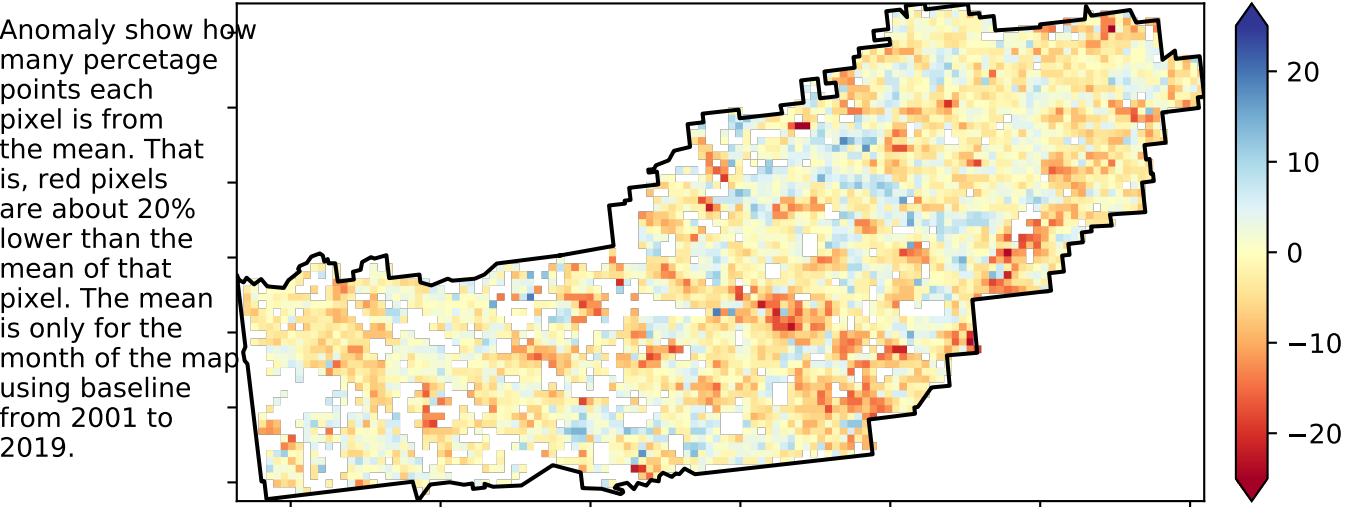 Anomaly show how
many percetage
points each
pixel is from
the mean. That
is, red pixels
are about 20%
lower than the
mean of that
pixel. The mean
is only for the
month of the map
using baseline
from 2001 to
2019.
20
10
0
−10
−20